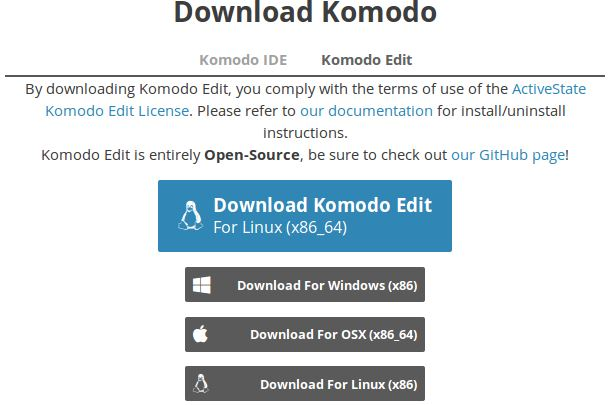 Download Komodo
Komodo IDE Komodo Edit
By downloading Komodo Edit, you comply with the terms of use of the ActiveState
Komodo Edit License. Please refer to our documentation for install/uninstall
instructions.
Komodo Edit is entirely Open-Source, be sure to check out our GitHub page!
Download Komodo Edit
For Linux (x86_64)
Download For Windows (x86)
Download For OSX (x86_64)
Download For Linux (x86)